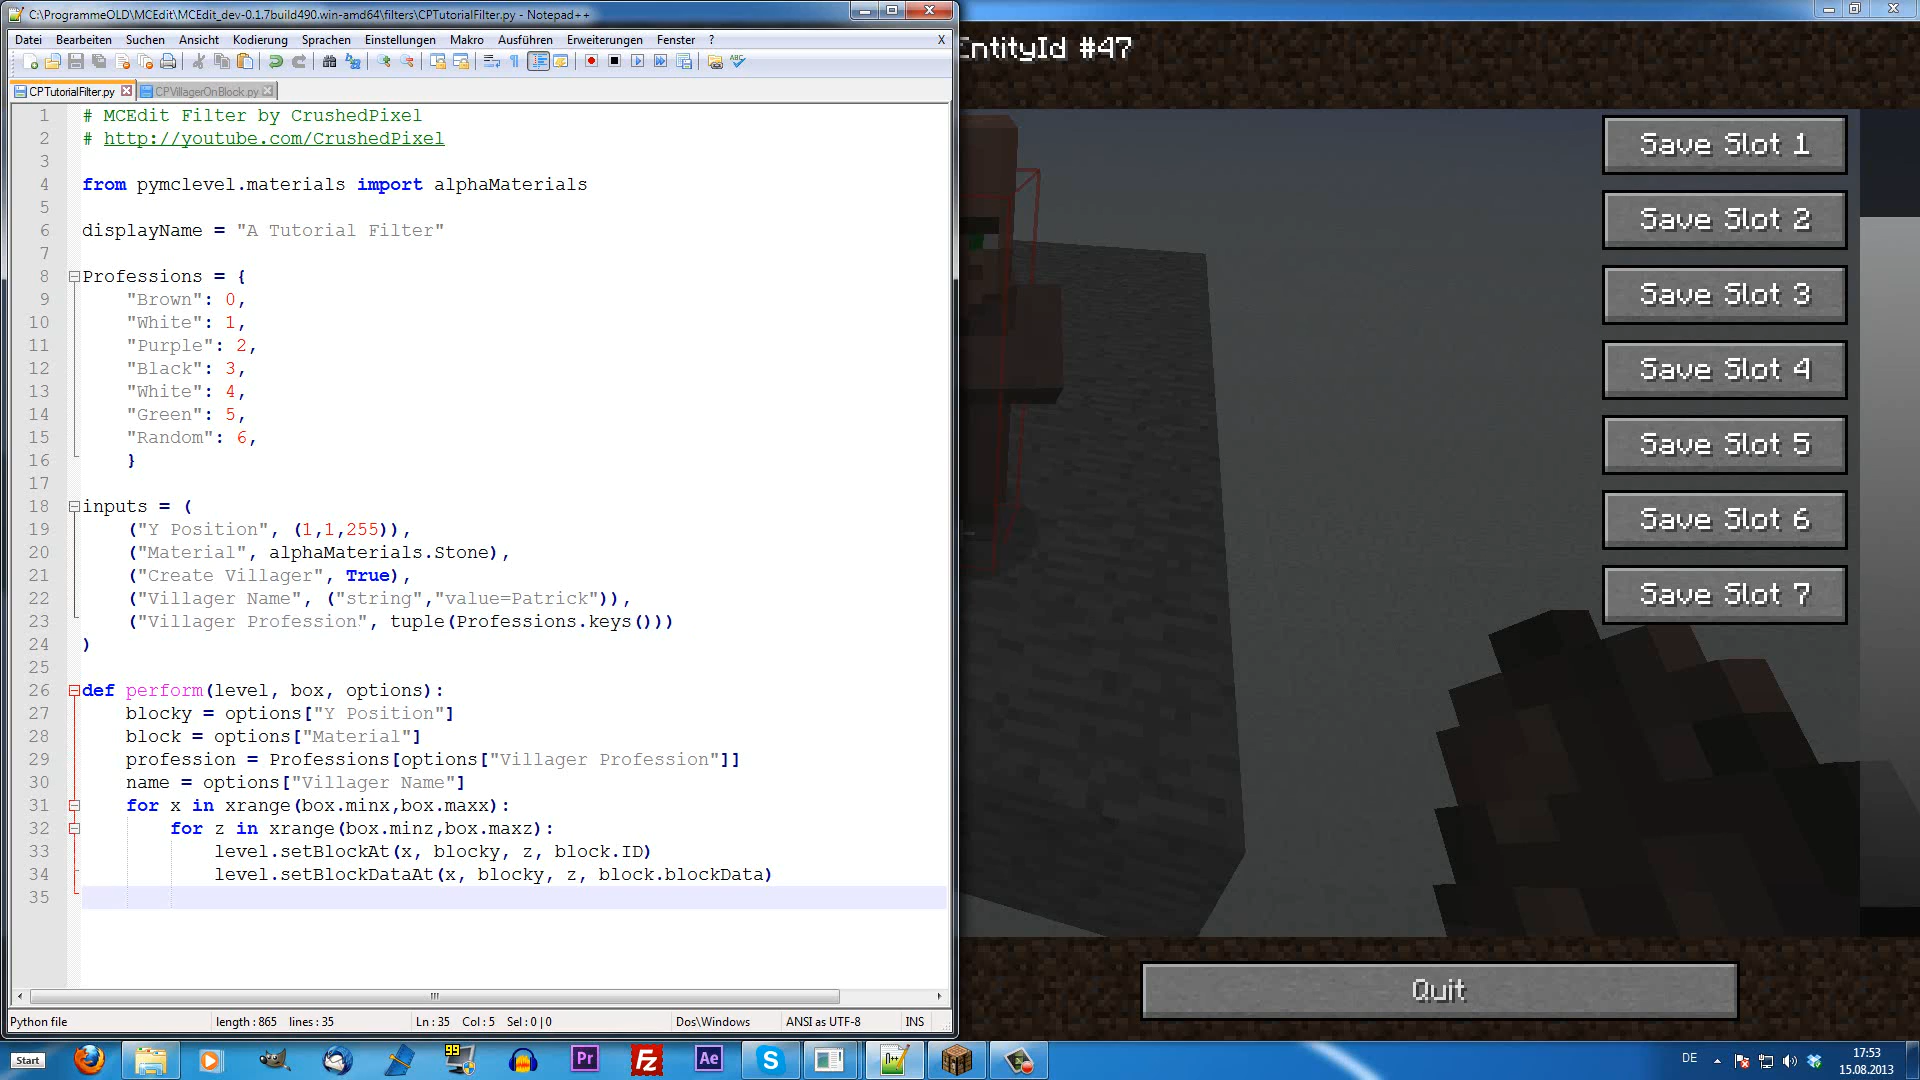 C:\ProgrammeOLD\MCEdit\MCEdit_dev-0.1.7build490.win-amd64\filters\CPTutorialFilter.py - Notepad++
Datei Bearbeiten Suchen Ansicht Kodierung Sprachen Einstellungen Makro Ausführen Erweiterungen Fenster ? X
CPTutorialFilter.py CPVillagerOnBlock.py
1 # MCEdit Filter by CrushedPixel
2 # http://youtube.com/CrushedPixel
3
4 from pymclevel.materials import alphaMaterials
5
6 displayName = "A Tutorial Filter"
7
8 Professions = {
9 "Brown": 0,
10 "White": 1,
11 "Purple": 2,
12 "Black": 3,
13 "White": 4,
14 "Green": 5,
15 "Random": 6,
16 }
17
18 inputs = (
19 ("Y Position", (1,1,255)),
20 ("Material", alphaMaterials.Stone),
21 ("Create Villager", True),
22 ("Villager Name", ("string","value=Patrick")),
23 ("Villager Profession", tuple(Professions.keys()))
24 )
25
26 def perform(level, box, options):
27 blocky = options["Y Position"]
28 block = options["Material"]
29 profession = Professions[options["Villager Profession"]]
30 name = options["Villager Name"]
31 for x in xrange(box.minx,box.maxx):
32 for z in xrange(box.minz,box.maxz):
33 level.setBlockAt(x, blocky, z, block.ID)
34 level.setBlockDataAt(x, blocky, z, block.blockData)
35
Python file length : 865 lines : 35 Ln : 35 Col : 5 Sel : 0 | 0 Dos\Windows ANSI as UTF-8 INS
EntityId #47
Save Slot 1
Save Slot 2
Save Slot 3
Save Slot 4
Save Slot 5
Save Slot 6
Save Slot 7
Quit
Start 99 Pr Fz Ae S DE 17:53
15.08.2013